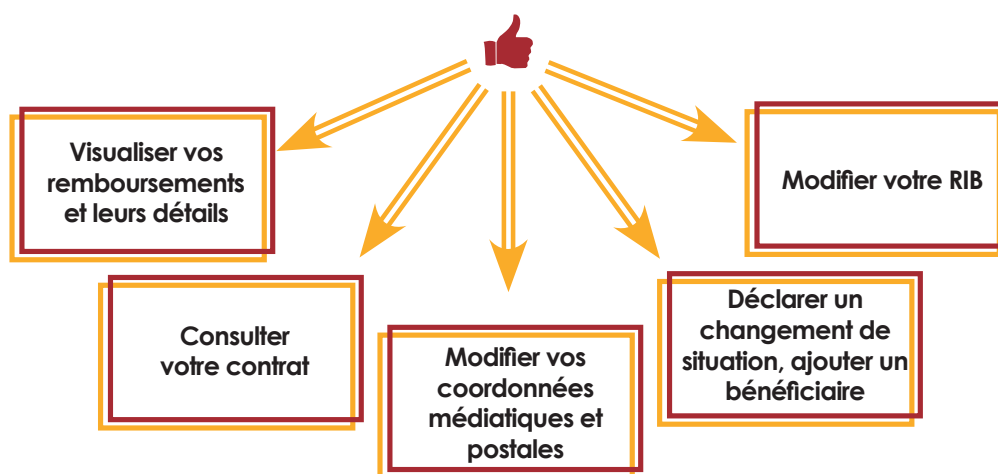 Visualiser vos
remboursements
et leurs détails
Consulter
votre contrat
Modifier vos
coordonnées
médiatiques et
postales
Déclarer un
changement de
situation, ajouter un
bénéficiaire
Modifier votre RIB